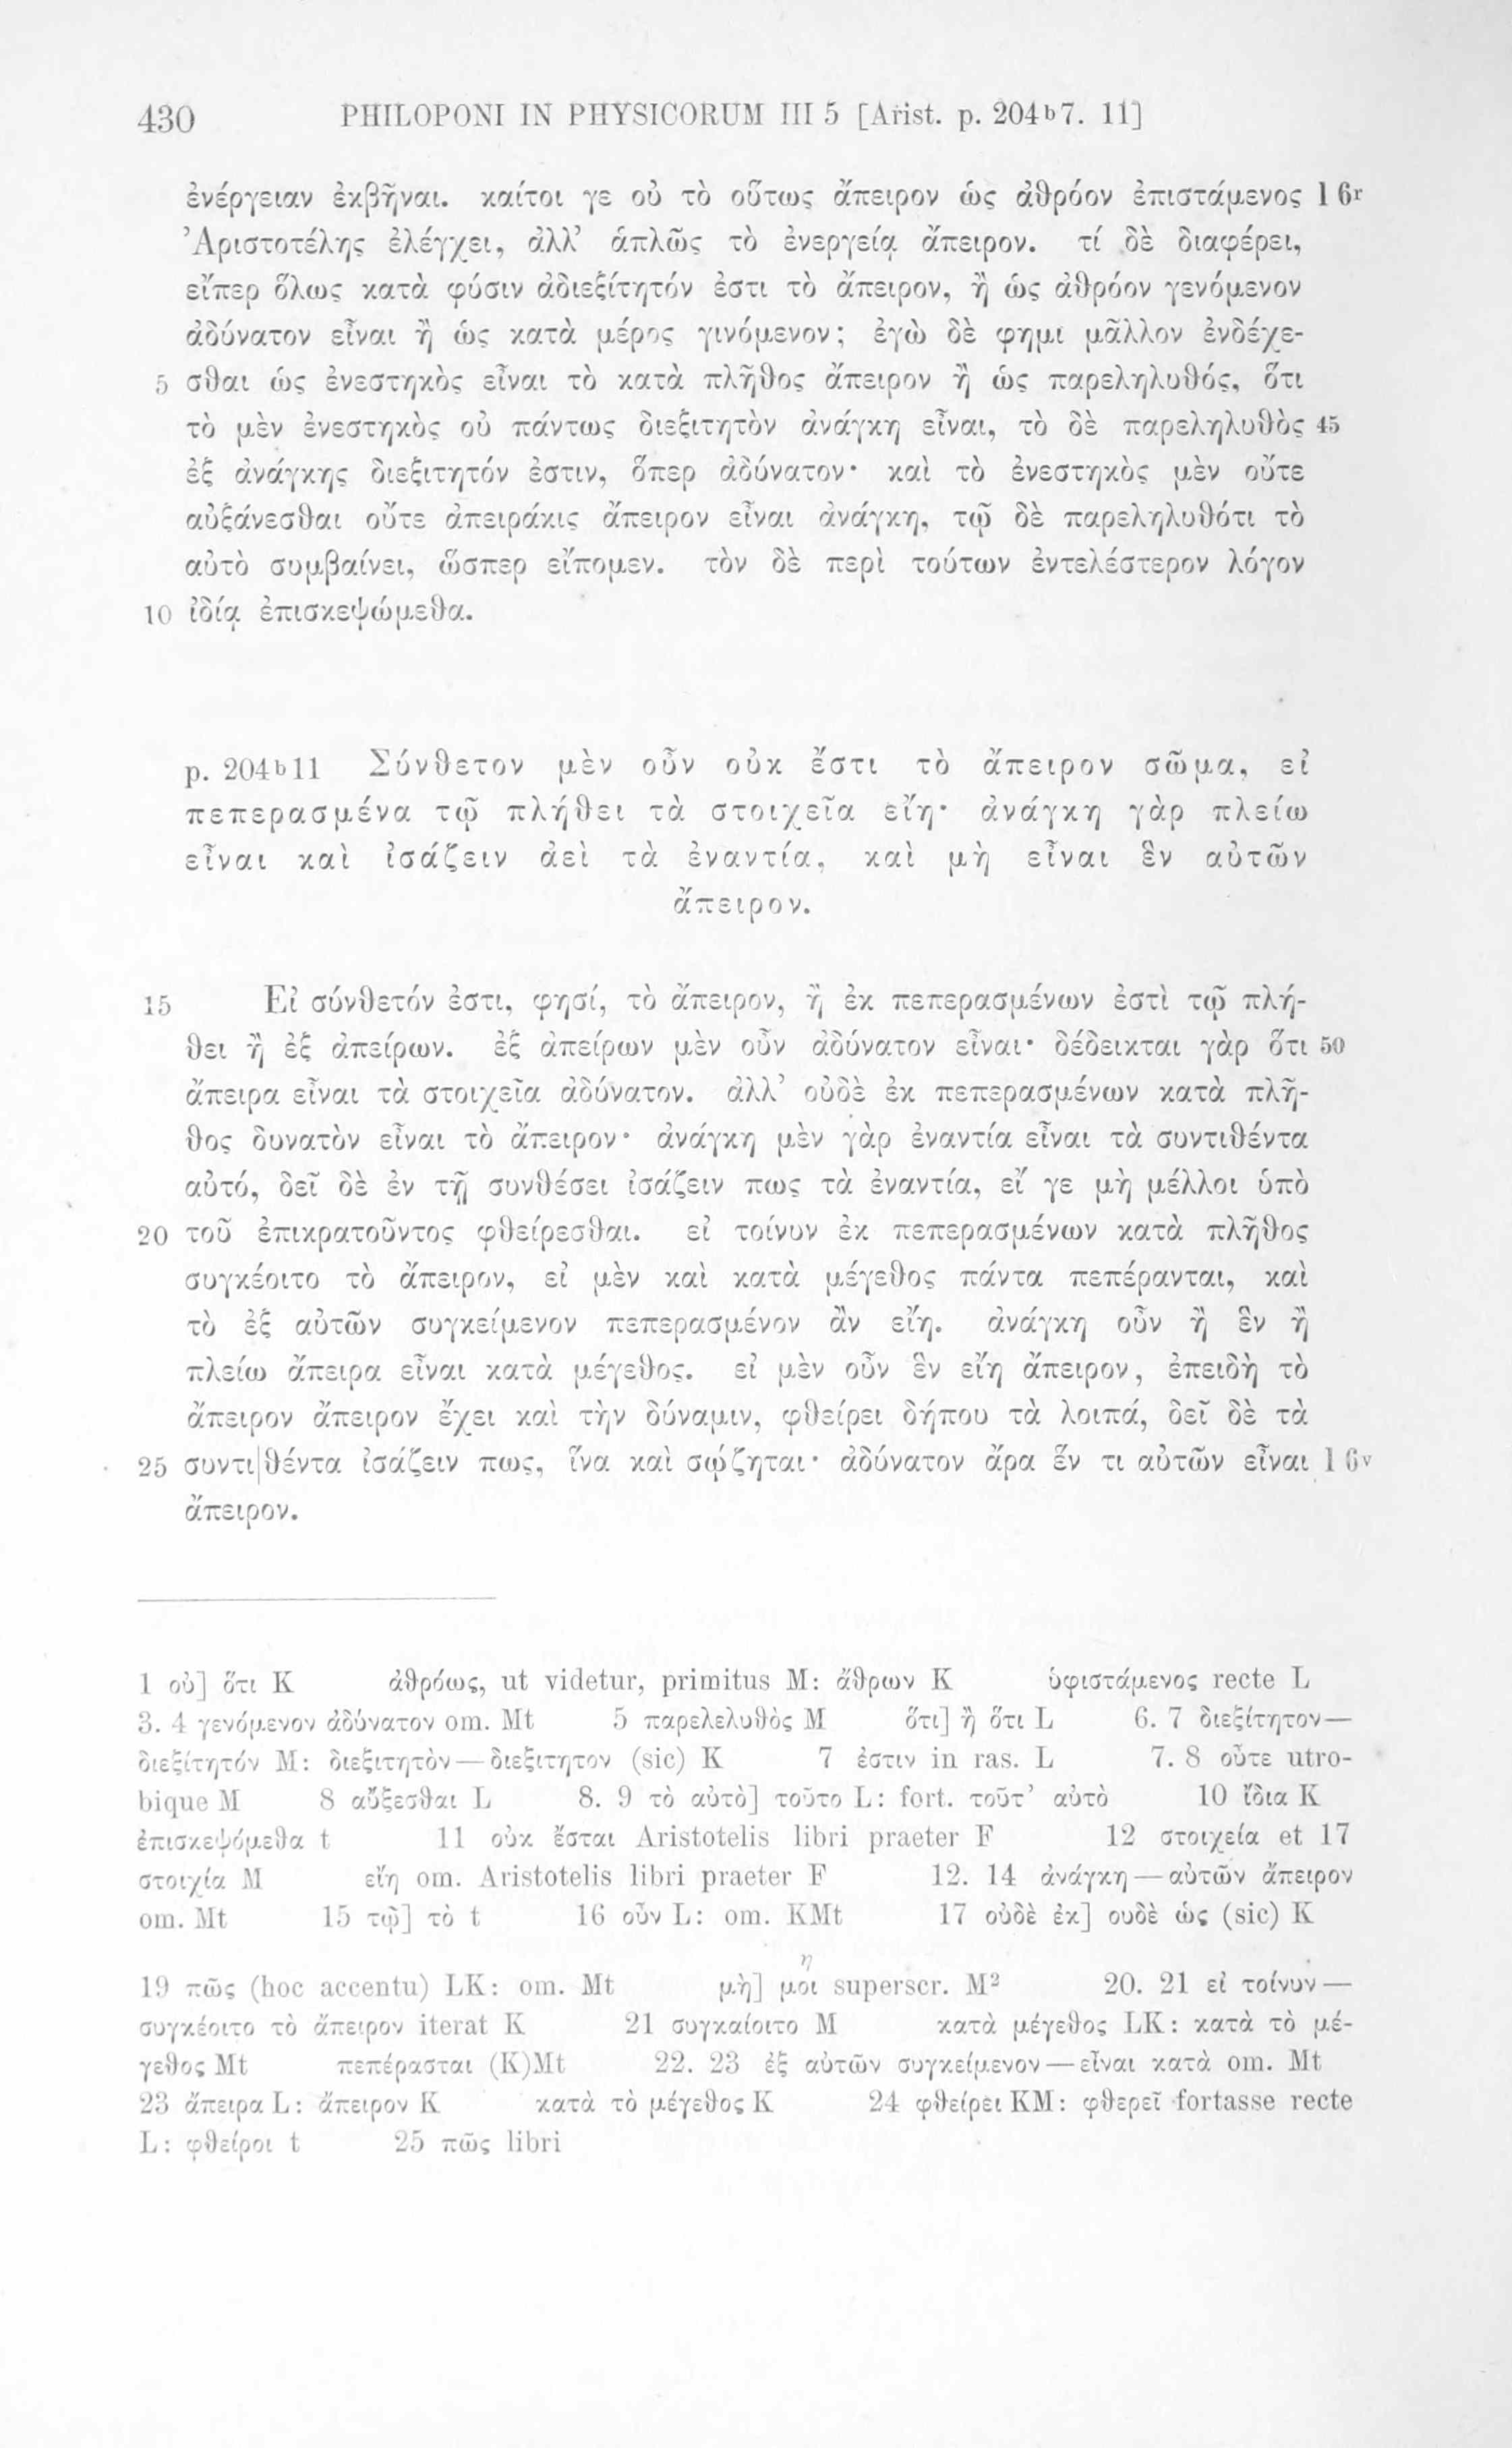 430 PHILOPONI IN PHYSICORUM III 5 [Arist. p. 204ᵇ7. 11]
ἐνέργειαν ἐκβῆναι. καίτοι γε οὐ τὸ οὕτως ἄπειρον ὡς ἀθρόον ἐπιστάμενος 1 6ʳ
Ἀριστοτέλης ἐλέγχει, ἀλλ’ ἁπλῶς τὸ ἐνεργείᾳ ἄπειρον. τί δὲ διαφέρει,
εἴπερ ὅλως κατὰ φύσιν ἀδιεξίτητόν ἐστι τὸ ἄπειρον, ἢ ὡς ἀθρόον γενόμενον
ἀδύνατον εἶναι ἢ ὡς κατὰ μέρος γινόμενον; ἐγὼ δὲ φημι μᾶλλον ἐνδέχε-
5 σθαι ὡς ἐνεστηκὸς εἶναι τὸ κατὰ πλῆθος ἄπειρον ἢ ὡς παρεληλυθός, ὅτι
τὸ μὲν ἐνεστηκὸς οὐ πάντως διεξιτητὸν ἀνάγκη εἶναι, τὸ δὲ παρεληλυθὸς 45
ἐξ ἀνάγκης διεξιτητόν ἐστιν, ὅπερ ἀδύνατον· καὶ τὸ ἐνεστηκὸς μὲν οὔτε
αὐξάνεσθαι οὔτε ἀπειράκις ἄπειρον εἶναι ἀνάγκη, τῷ δὲ παρεληλυθότι τὸ
αὐτὸ συμβαίνει, ὥσπερ εἴπομεν. τὸν δὲ περὶ τούτων ἐντελέστερον λόγον
10 ἰδίᾳ ἐπισκεψώμεθα.
p. 204ᵇ11 Σύνθετον μὲν οὖν οὐκ ἔστι τὸ ἄπειρον σῶμα, εἰ
πεπερασμένα τῷ πλήθει τὰ στοιχεῖα εἴη· ἀνάγκη γὰρ πλείω
εἶναι καὶ ἰσάζειν ἀεὶ τὰ ἐναντία, καὶ μὴ εἶναι ἓν αὐτῶν
ἄπειρον.
15 Εἰ σύνθετόν ἐστι, φησί, τὸ ἄπειρον, ἢ ἐκ πεπερασμένων ἐστὶ τῷ πλή-
θει ἢ ἐξ ἀπείρων. ἐξ ἀπείρων μὲν οὖν ἀδύνατον εἶναι· δέδεικται γὰρ ὅτι 50
ἄπειρα εἶναι τὰ στοιχεῖα ἀδύνατον. ἀλλ’ οὐδὲ ἐκ πεπερασμένων κατὰ πλῆ-
θος δυνατὸν εἶναι τὸ ἄπειρον· ἀνάγκη μὲν γὰρ ἐναντία εἶναι τὰ συντιθέντα
αὐτό, δεῖ δὲ ἐν τῇ συνθέσει ἰσάζειν πως τὰ ἐναντία, εἴ γε μὴ μέλλοι ὑπὸ
20 τοῦ ἐπικρατοῦντος φθείρεσθαι. εἰ τοίνυν ἐκ πεπερασμένων κατὰ πλῆθος
συγκέοιτο τὸ ἄπειρον, εἰ μὲν καὶ κατὰ μέγεθος πάντα πεπέρανται, καὶ
τὸ ἐξ αὐτῶν συγκείμενον πεπερασμένον ἂν εἴη. ἀνάγκη οὖν ἢ ἓν ἢ
πλείω ἄπειρα εἶναι κατὰ μέγεθος. εἰ μὲν οὖν ἓν εἴη ἄπειρον, ἐπειδὴ τὸ
ἄπειρον ἄπειρον ἔχει καὶ τὴν δύναμιν, φθείρει δήπου τὰ λοιπά, δεῖ δὲ τὰ
25 συντι|θέντα ἰσάζειν πως, ἵνα καὶ σῴζηται· ἀδύνατον ἄρα ἕν τι αὐτῶν εἶναι 1 6ᵛ
ἄπειρον.
1 οὐ] ὅτι K ἀθρόως, ut videtur, primitus M: ἄθρων K ὑφιστάμενος recte L
3. 4 γενόμενον ἀδύνατον om. Mt 5 παρελελυθὸς M ὅτι] ἢ ὅτι L 6. 7 διεξίτητον—
διεξίτητόν M: διεξιτητὸν—διεξιτητον (sic) K 7 ἐστιν in ras. L 7. 8 οὖτε utro-
bique M 8 αὔξεσθαι L 8. 9 τὸ αὐτὸ] τοῦτο L: fort. τοῦτ’ αὐτὸ 10 ἴδια K
ἐπισκεψόμεθα t 11 οὐκ ἔσται Aristotelis libri praeter F 12 στοιχεία et 17
στοιχία M εἴη om. Aristotelis libri praeter F 12. 14 ἀνάγκη—αὐτῶν ἄπειρον
om. Mt 15 τῷ] τὸ t 16 οὖν L: om. KMt 17 οὐδὲ ἐκ] ουδὲ ὡς (sic) K
19 πῶς (hoc accentu) LK: om. Mt μὴ] μοι η superscr. M² 20. 21 εἰ τοίνυν—
συγκέοιτο τὸ ἄπειρον iterat K 21 συγκαίοιτο M κατὰ μέγεθος LK: κατὰ τὸ μέ-
γεθος Mt πεπέρασται (K)Mt 22. 23 ἐξ αὐτῶν συγκείμενον—εἶναι κατὰ om. Mt
23 ἄπειρα L: ἄπειρον K κατὰ τὸ μέγεθος K 24 φθείρει KM: φθερεῖ fortasse recte
L: φθείροι t 25 πῶς libri